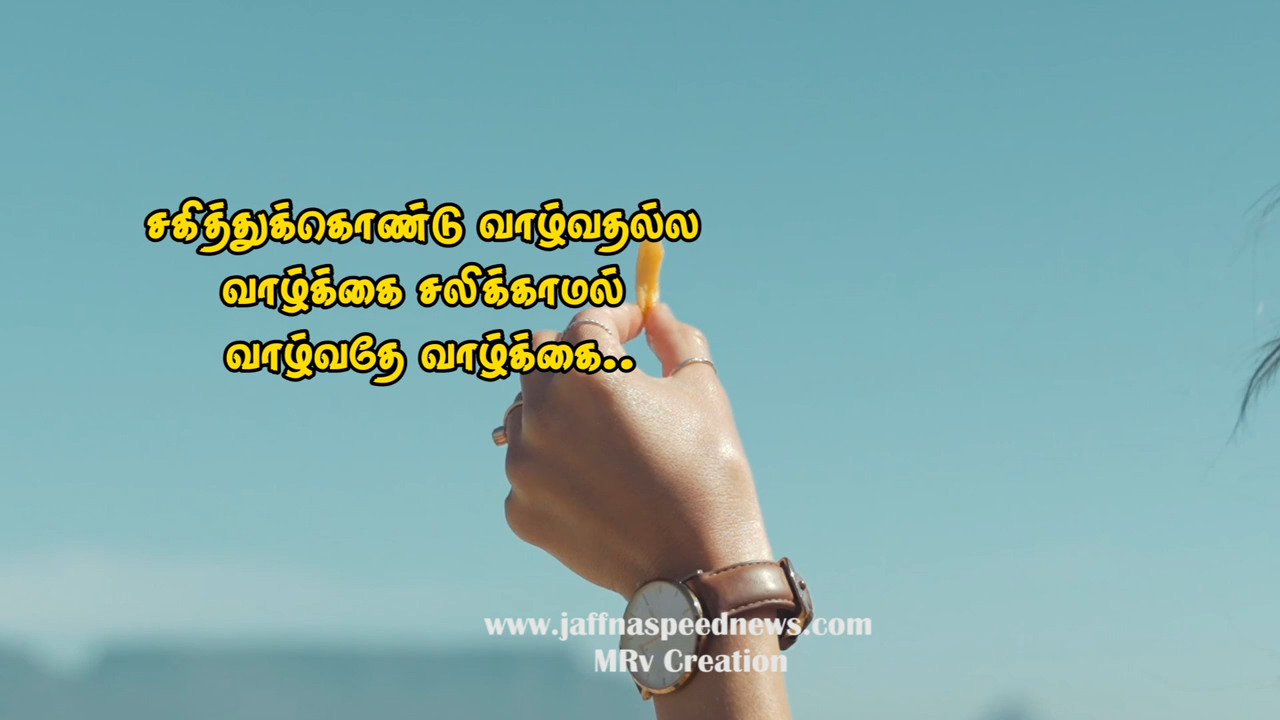 சகித்துக்கொண்டு வாழ்வதல்ல
வாழ்க்கை சலிக்காமல்
வாழ்வதே வாழ்க்கை..
www.jaffnaspeednews.com
MRv Creation